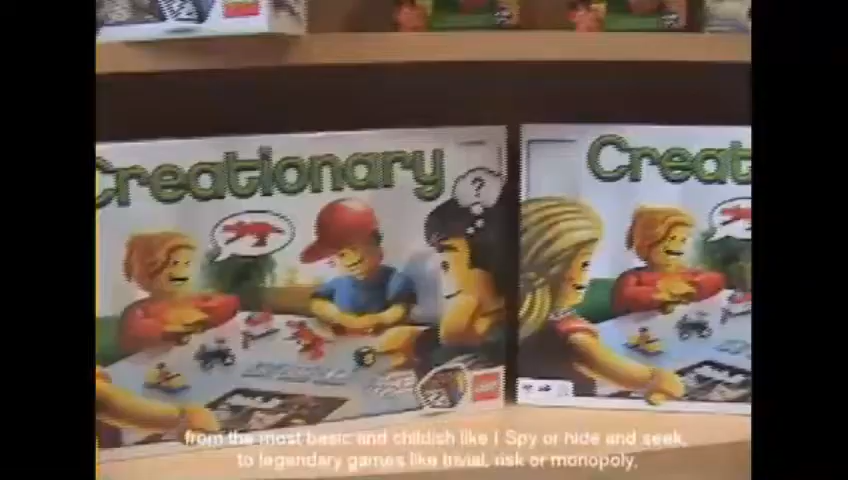 Creationary
Creat
?
LEGO
from the most basic and childish like I Spy or hide and seek,
to legendary games like trivial, risk or monopoly,